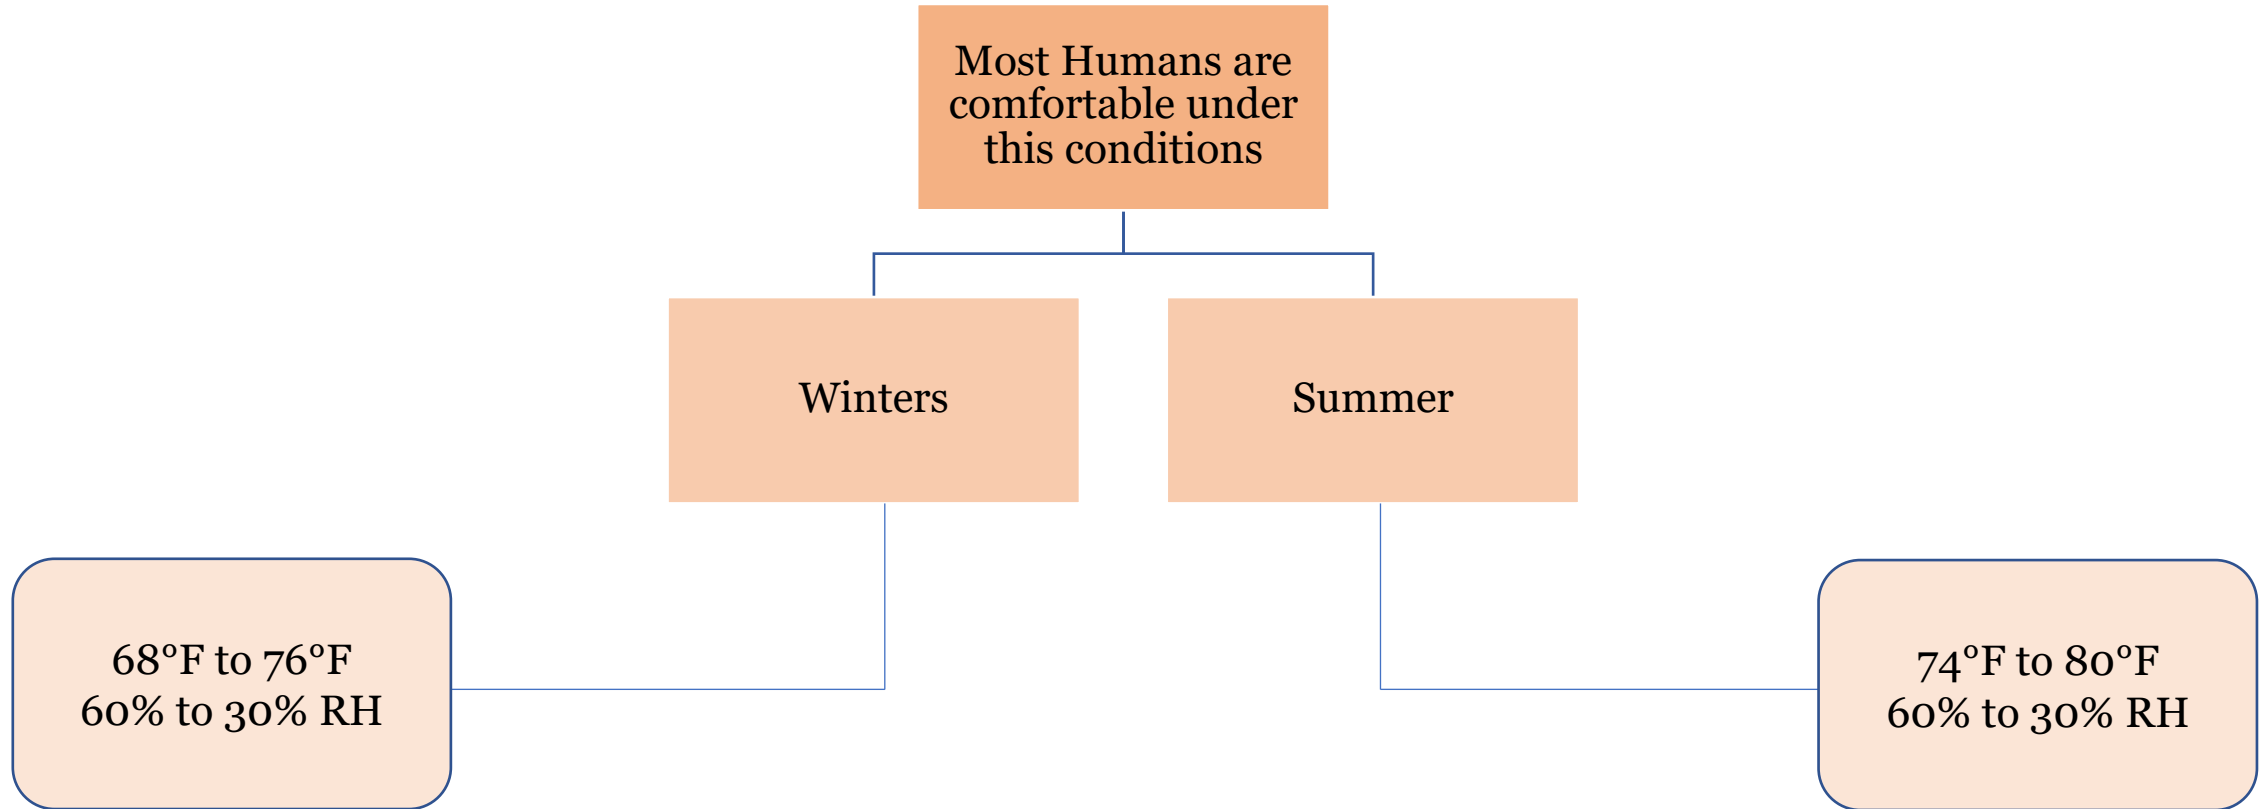 Most Humans are
comfortable under
this conditions
Winters
Summer
68°F to 76°F
60% to 30% RH
74°F to 80°F
60% to 30% RH